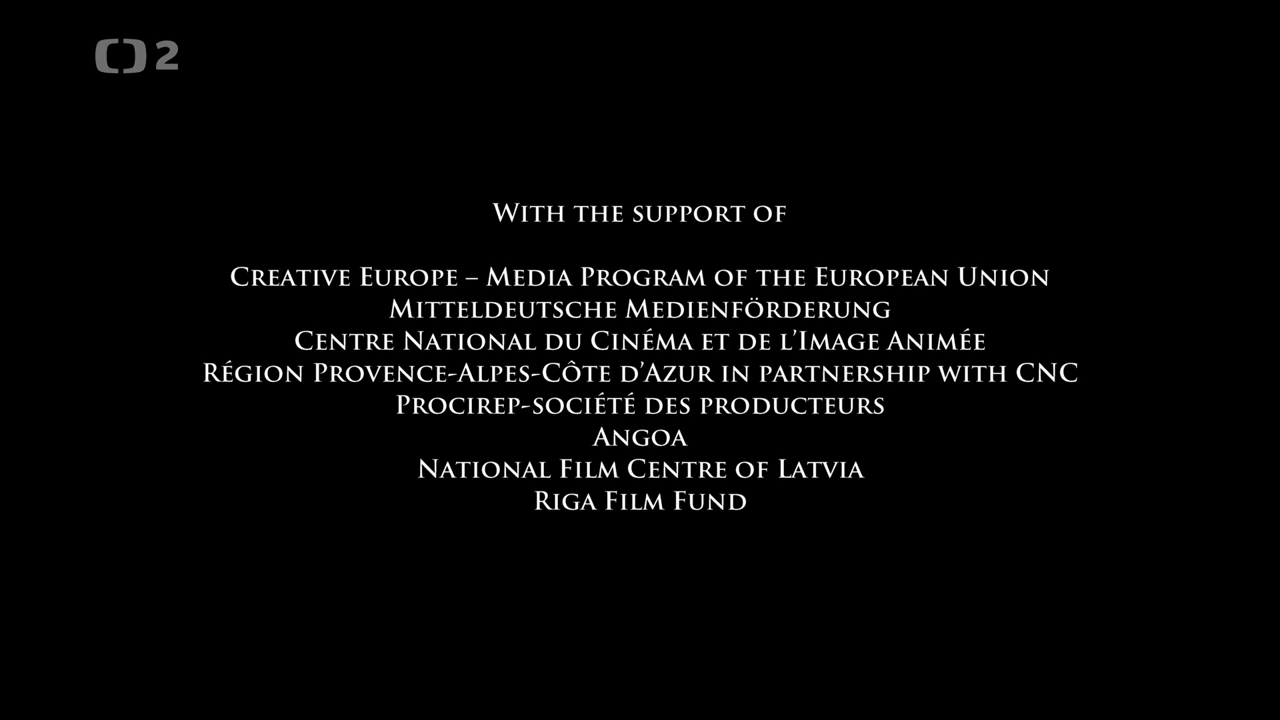 2
With the support of
Creative Europe – Media Program of the European Union
Mitteldeutsche Medienförderung
Centre National du Cinéma et de l'Image Animée
Région Provence-Alpes-Côte d'Azur in partnership with CNC
Procirep-société des producteurs
Angoa
National Film Centre of Latvia
Riga Film Fund